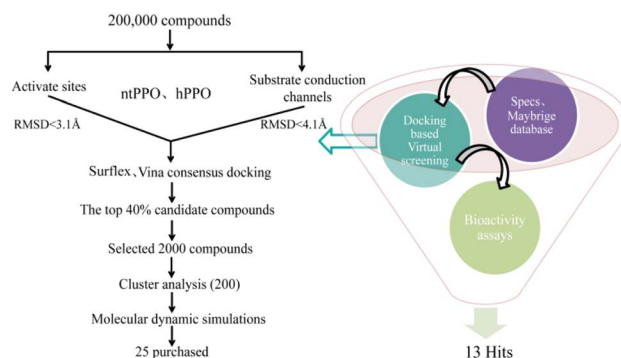 200,000 compounds
Activate sites
ntPPO、hPPO
Substrate conduction
channels
RMSD<3.1Å
RMSD<4.1Å
Surflex、Vina consensus docking
The top 40% candidate compounds
Selected 2000 compounds
Cluster analysis (200)
Molecular dynamic simulations
25 purchased
Docking
based
Virtual
screening
Specs、
Maybrige
database
Bioactivity
assays
13 Hits